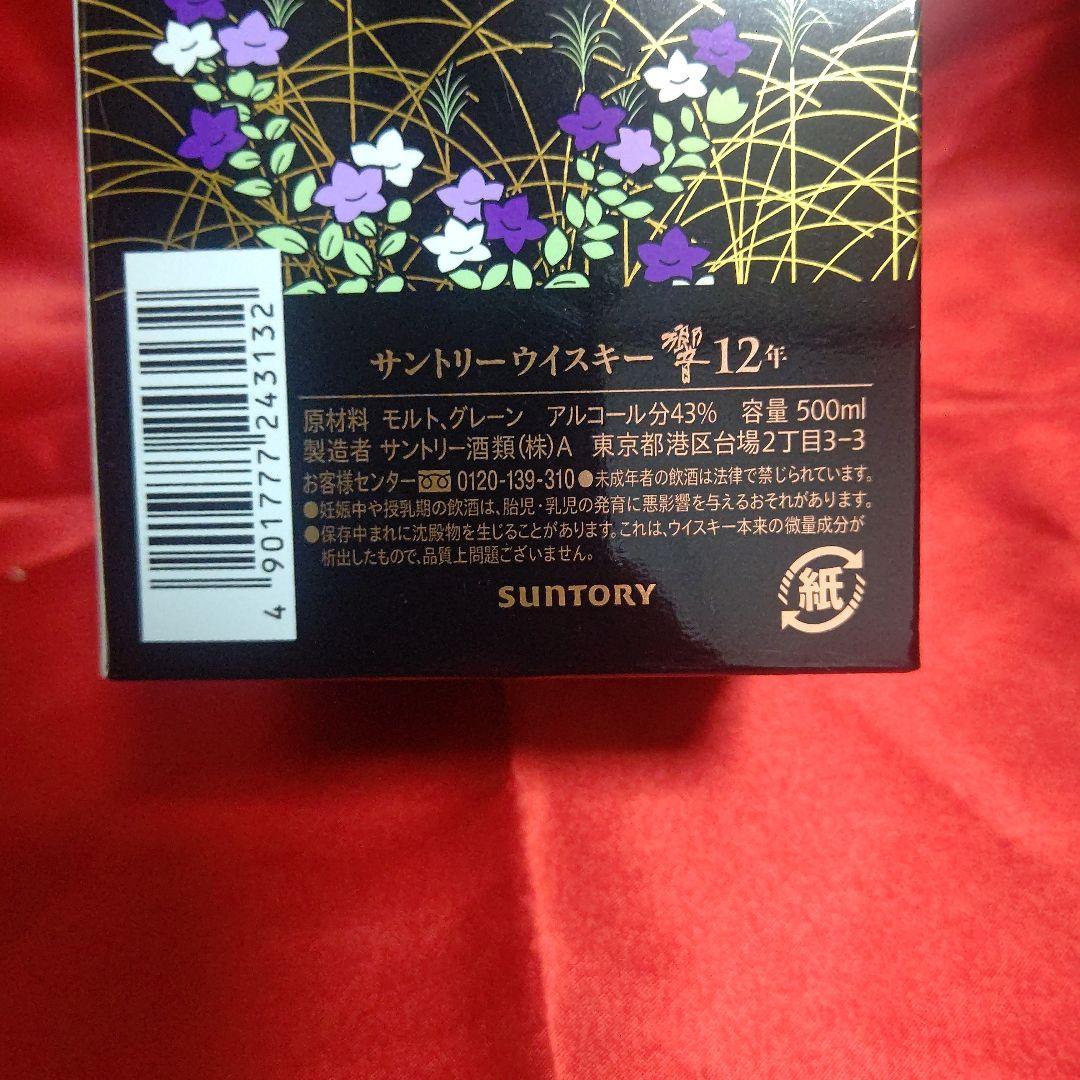 サントリーウイスキー 響 12年
原材料 モルト、グレーン アルコール分43% 容量 500ml
製造者 サントリー酒類(株)A 東京都港区台場2丁目3-3
お客様センター 0120-139-310 ●未成年者の飲酒は法律で禁じられています。
●妊娠中や授乳期の飲酒は、胎児・乳児の発育に悪影響を与えるおそれがあります。
●保存中まれに沈殿物を生じることがあります。これは、ウイスキー本来の微量成分が
析出したもので、品質上問題ございません。
SUNTORY
紙
4 901777 243132